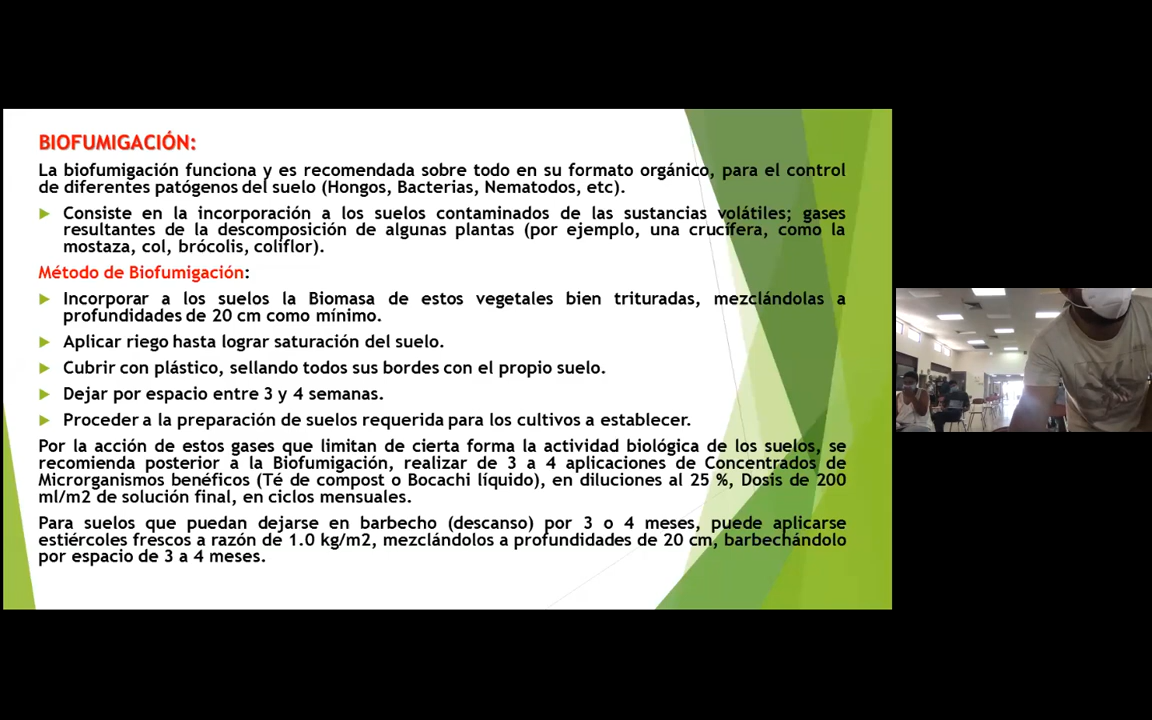 BIOFUMIGACIÓN:
La biofumigación funciona y es recomendada sobre todo en su formato orgánico, para el control
de diferentes patógenos del suelo (Hongos, Bacterias, Nematodos, etc).
Consiste en la incorporación a los suelos contaminados de las sustancias volátiles; gases
resultantes de la descomposición de algunas plantas (por ejemplo, una crucífera, como la
mostaza, col, brócolis, coliflor).
Método de Biofumigación:
Incorporar a los suelos la Biomasa de estos vegetales bien trituradas, mezclándolas a
profundidades de 20 cm como mínimo.
Aplicar riego hasta lograr saturación del suelo.
Cubrir con plástico, sellando todos sus bordes con el propio suelo.
Dejar por espacio entre 3 y 4 semanas.
Proceder a la preparación de suelos requerida para los cultivos a establecer.
Por la acción de estos gases que limitan de cierta forma la actividad biológica de los suelos, se
recomienda posterior a la Biofumigación, realizar de 3 a 4 aplicaciones de Concentrados de
Microrganismos benéficos (Té de compost o Bocachi líquido), en diluciones al 25 %, Dosis de 200
ml/m2 de solución final, en ciclos mensuales.
Para suelos que puedan dejarse en barbecho (descanso) por 3 o 4 meses, puede aplicarse
estiércoles frescos a razón de 1.0 kg/m2, mezclándolos a profundidades de 20 cm, barbechándolo
por espacio de 3 a 4 meses.